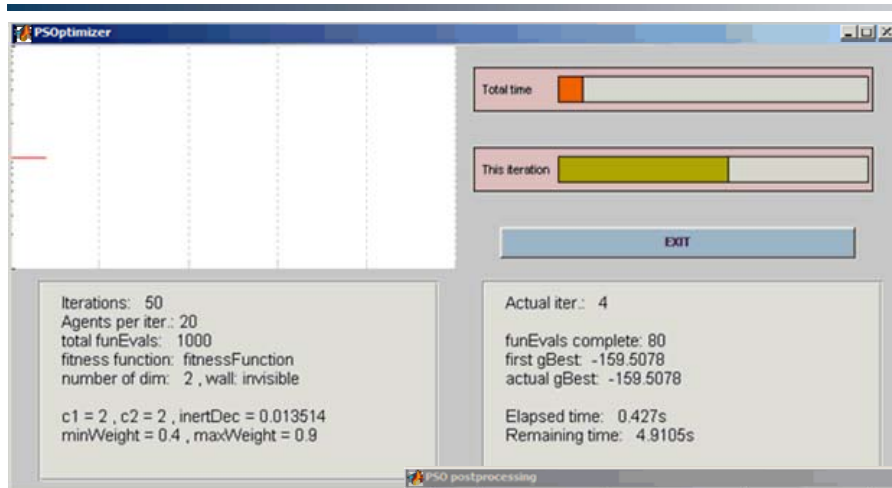 PSOptimizer
Total time
This iteration
EXIT
Iterations: 50
Agents per iter.: 20
total funEvals: 1000
fitness function: fitnessFunction
number of dim: 2 , wall: invisible
c1 = 2 , c2 = 2 , inertDec = 0.013514
minWeight = 0.4 , maxWeight = 0.9
Actual iter.: 4
funEvals complete: 80
first gBest: -159.5078
actual gBest: -159.5078
Elapsed time: 0.427s
Remaining time: 4.9105s
PSO postprocessing